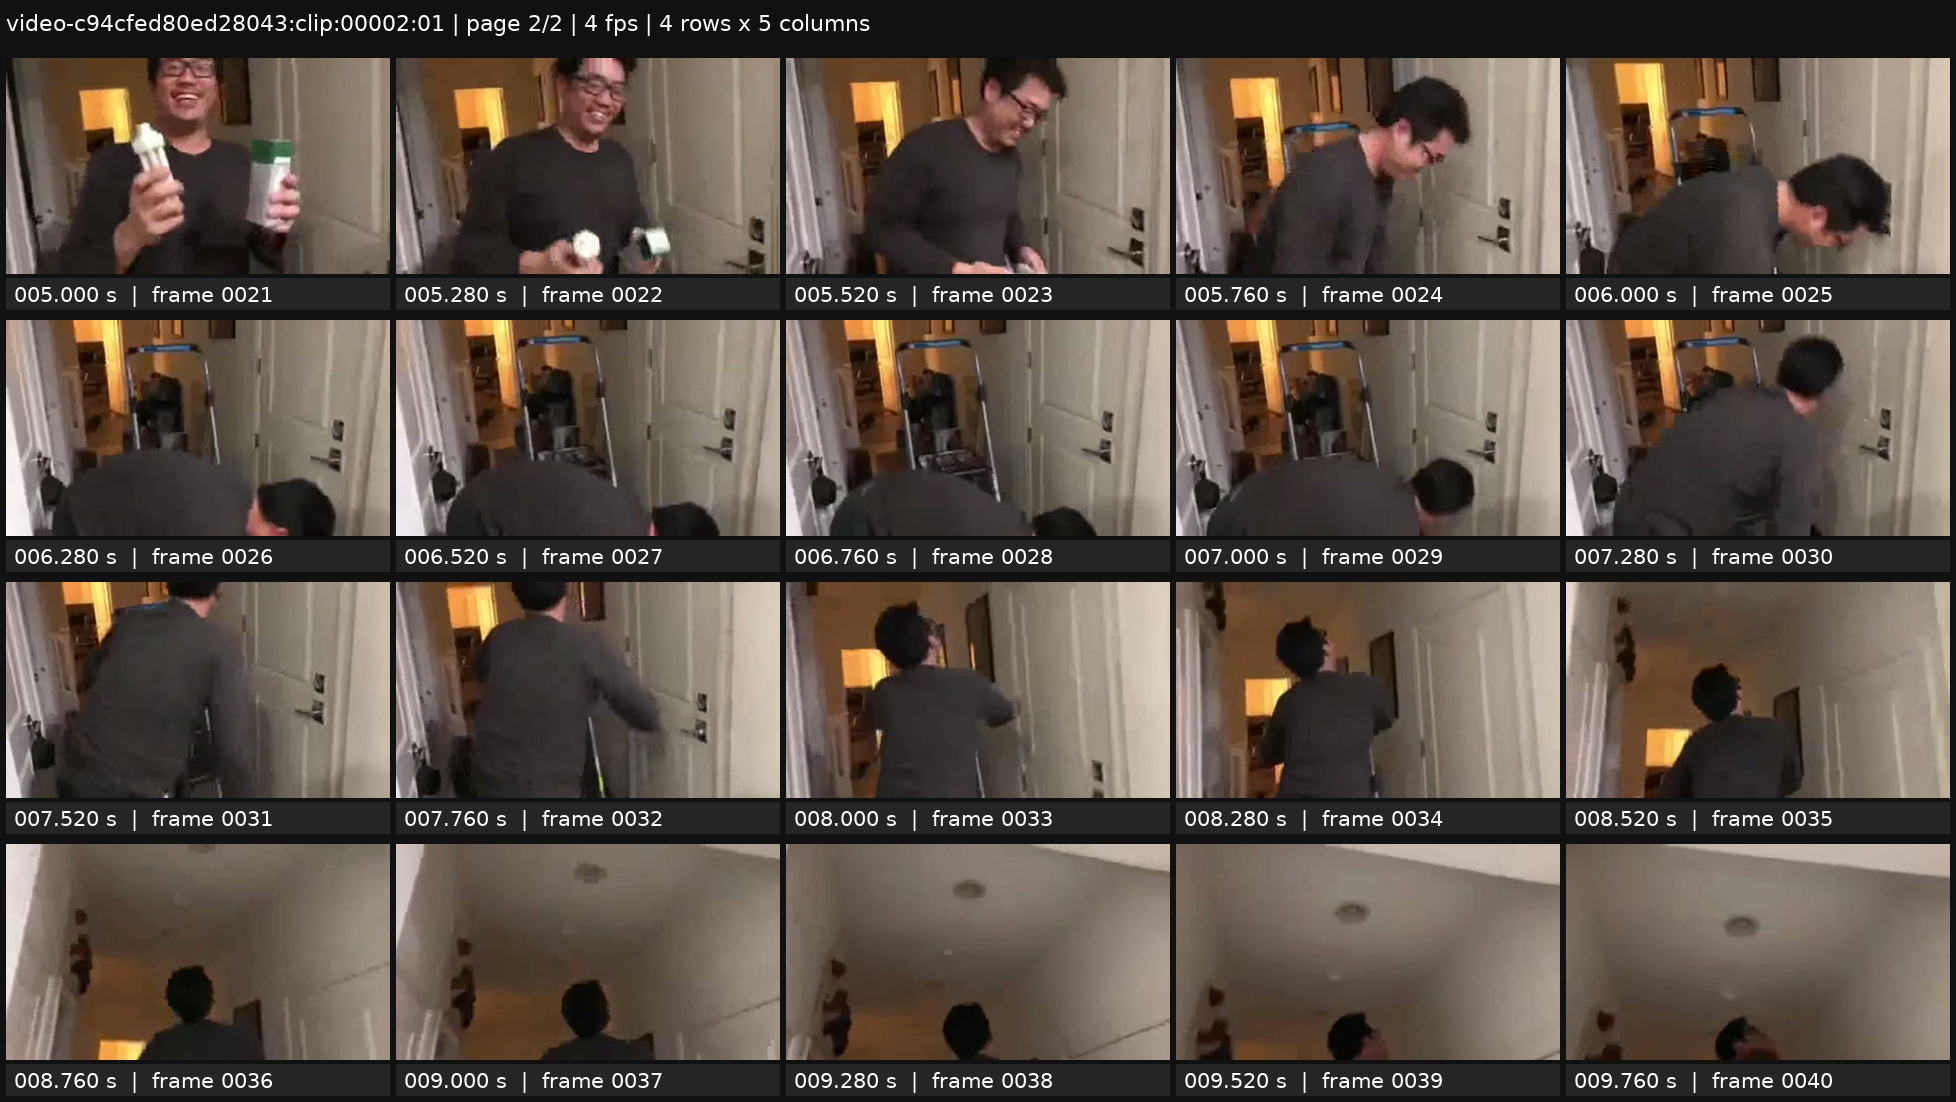 video-c94cfed80ed28043:clip:00002:01 | page 2/2 | 4 fps | 4 rows x 5 columns
005.000 s | frame 0021
005.280 s | frame 0022
005.520 s | frame 0023
005.760 s | frame 0024
006.000 s | frame 0025
006.280 s | frame 0026
006.520 s | frame 0027
006.760 s | frame 0028
007.000 s | frame 0029
007.280 s | frame 0030
007.520 s | frame 0031
007.760 s | frame 0032
008.000 s | frame 0033
008.280 s | frame 0034
008.520 s | frame 0035
008.760 s | frame 0036
009.000 s | frame 0037
009.280 s | frame 0038
009.520 s | frame 0039
009.760 s | frame 0040